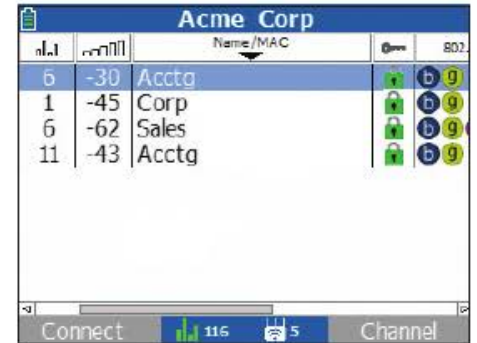 Acme Corp
Name/MAC 802.
6 -30 Acctg b g
1 -45 Corp b g
6 -62 Sales b g
11 -43 Acctg b g
Connect 116 5 Channel